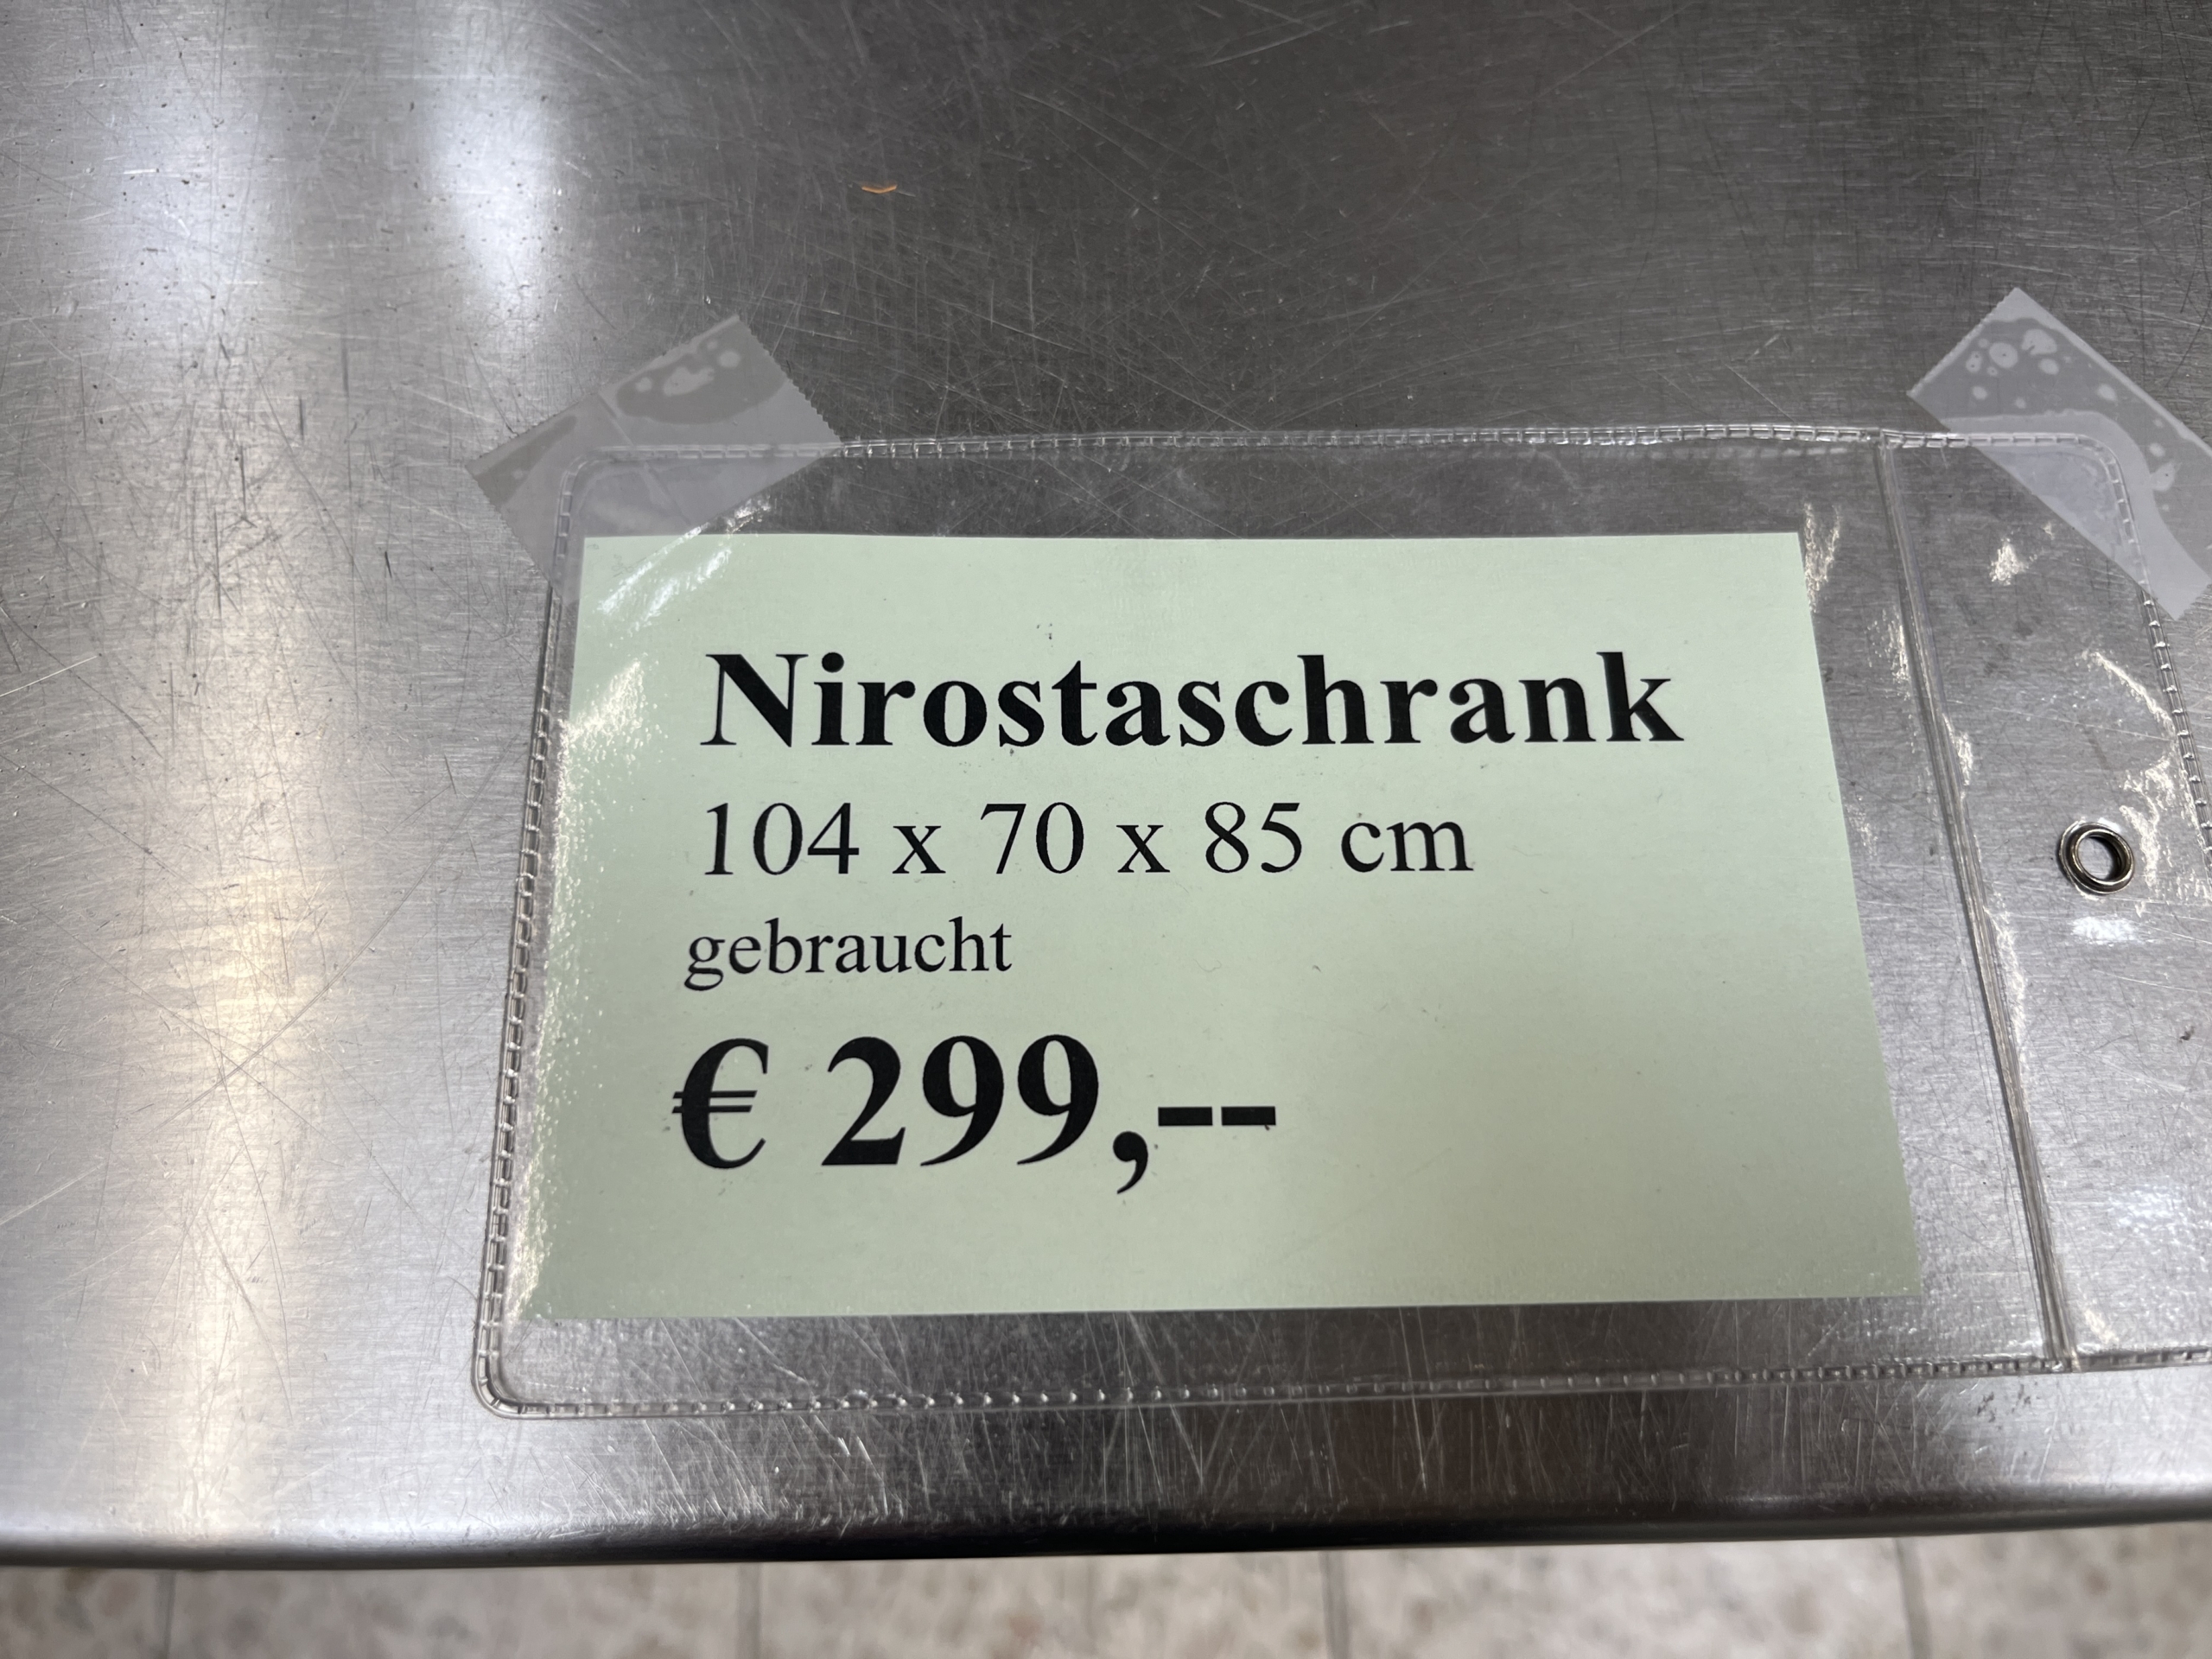 Nirostaschrank
104 x 70 x 85 cm
gebraucht
€ 299,--